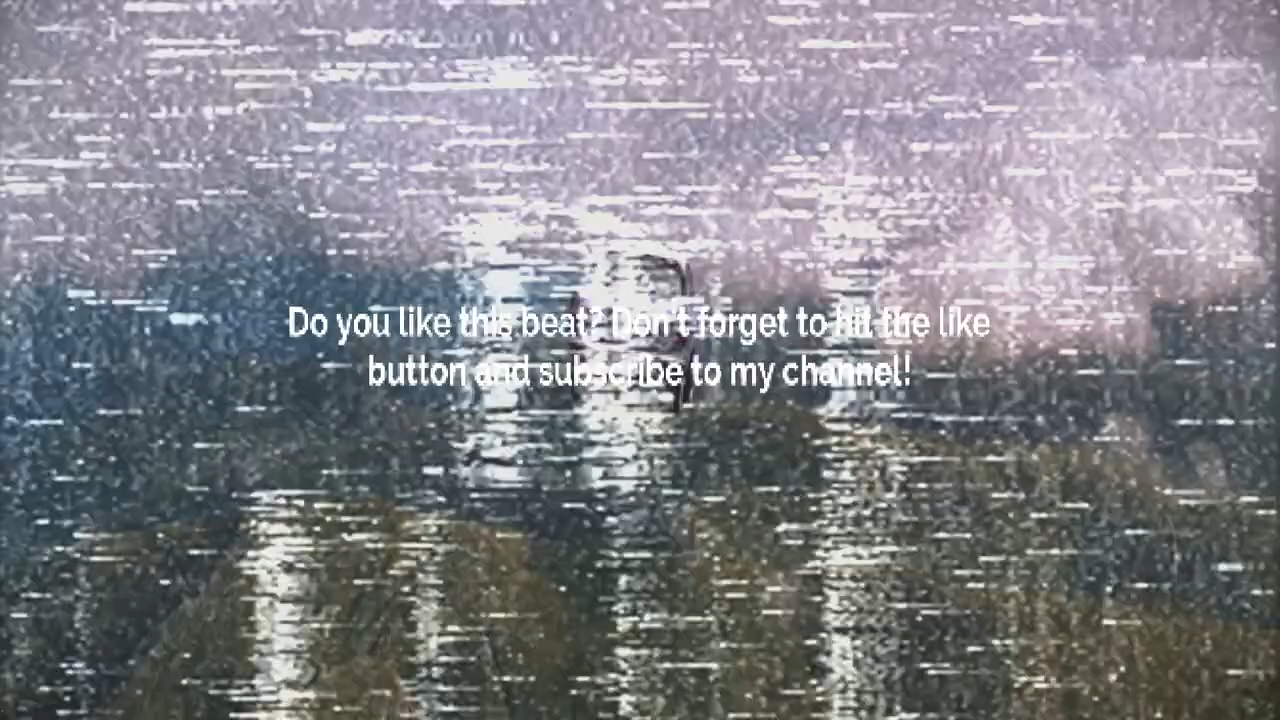 Do you like this beat? Don't forget to hit the like
button and subscribe to my channel!